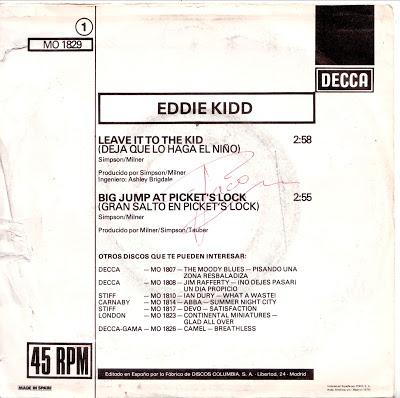 1
MO 1829
DECCA
EDDIE KIDD
LEAVE IT TO THE KID 2:58
(DEJA QUE LO HAGA EL NIÑO)
Simpson/Milner
Producido por Simpson/Milner
Ingeniero: Ashley Brigdale
BIG JUMP AT PICKET'S LOCK 2:55
(GRAN SALTO EN PICKET'S LOCK)
Simpson/Milner
Producido por Milner/Simpson/Tauber
OTROS DISCOS QUE TE PUEDEN INTERESAR:
DECCA — MO 1807 — THE MOODY BLUES — PISANDO UNA
ZONA RESBALADIZA
DECCA — MO 1808 — JIM RAFFERTY — ¡NO DEJES PASAR!
UN DIA PROPICIO
STIFF — MO 1810 — IAN DURY — WHAT A WASTE!
CARNABY — MO 1814 — ABBA — SUMMER NIGHT CITY
STIFF — MO 1817 — DEVO — SATISFACTION
LONDON — MO 1823 — CONTINENTAL MINIATURES —
GLAD ALL OVER
DECCA-GAMA — MO 1826 — CAMEL — BREATHLESS
45 RPM
MADE IN SPAIN
Editado en España por la Fábrica de DISCOS COLUMBIA, S. A. - Libertad, 24 - Madrid